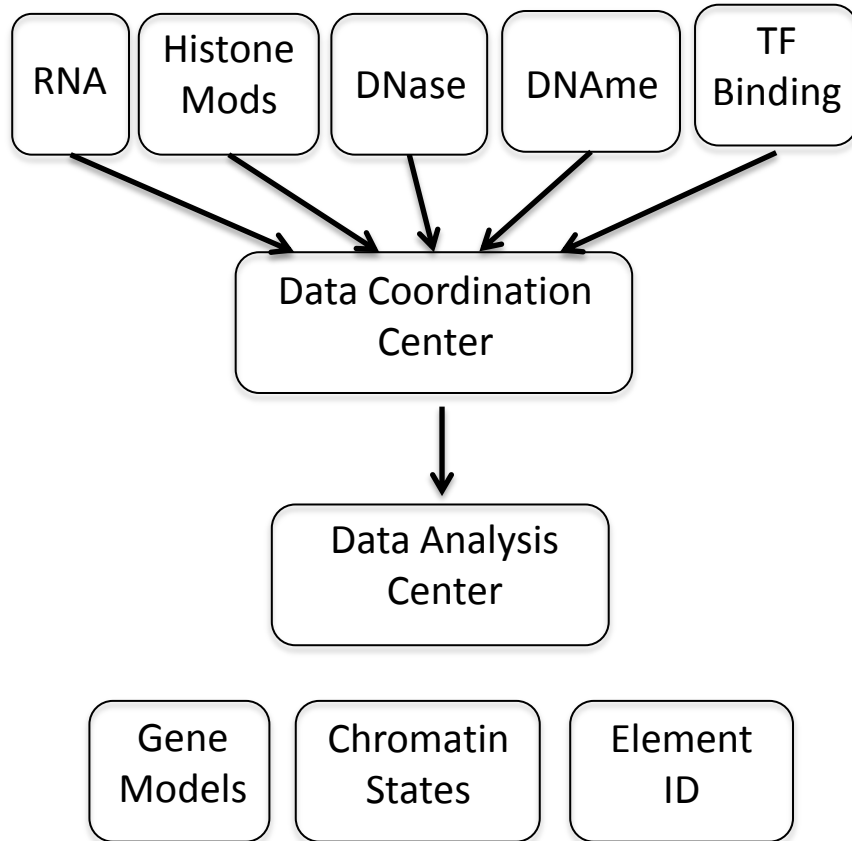 RNA
Histone
Mods
DNase
DNAme
TF
Binding
Data Coordination
Center
Data Analysis
Center
Gene
Models
Chromatin
States
Element
ID